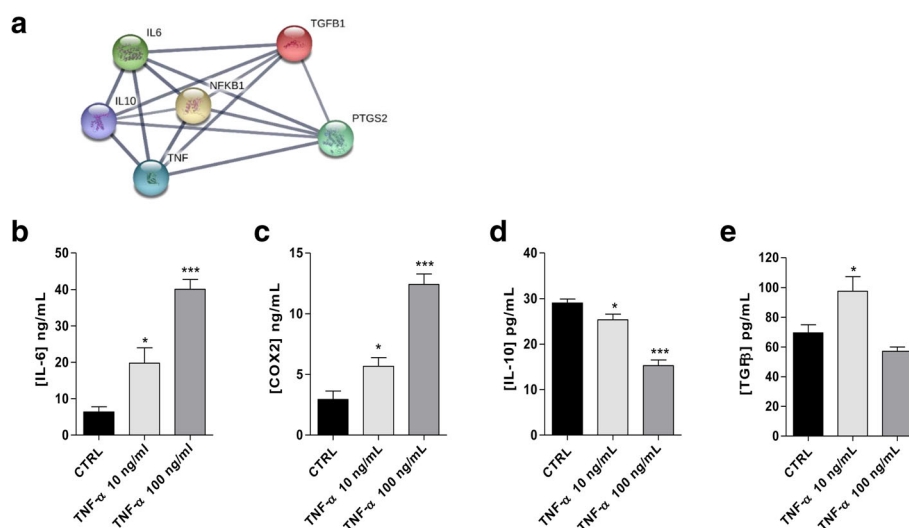 a
IL6
TGFB1
NFKB1
IL10
PTGS2
TNF
b
[IL-6] ng/mL
50
40
30
20
10
0
*
***
CTRL
TNF-α 10 ng/ml
TNF-α 100 ng/ml
c
[COX2] ng/mL
15
10
5
0
*
***
CTRL
TNF-α 10 ng/mL
TNF-α 100 ng/mL
d
[IL-10] pg/mL
40
30
20
10
0
*
***
CTRL
TNF-α 10 ng/mL
TNF-α 100 ng/mL
e
[TGFβ] pg/mL
120
100
80
60
40
20
0
*
CTRL
TNF-α 10 ng/mL
TNF-α 100 ng/mL